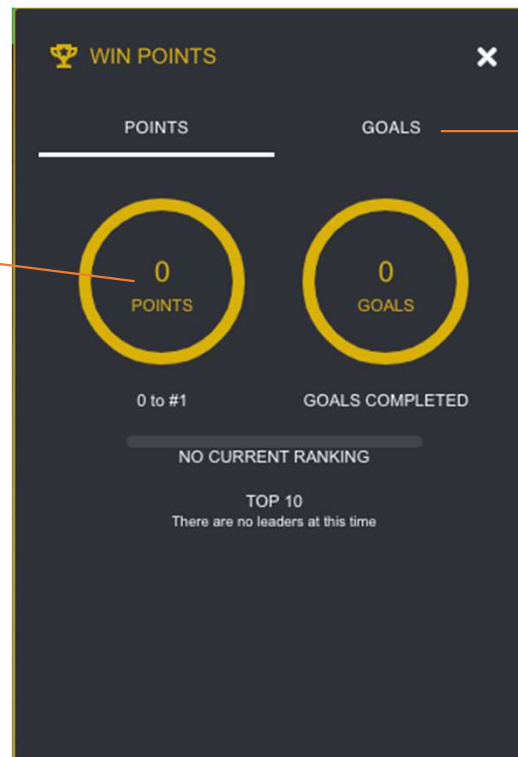 WIN POINTS
POINTS GOALS
0 0
POINTS GOALS
0 to #1 GOALS COMPLETED
NO CURRENT RANKING
TOP 10
There are no leaders at this time